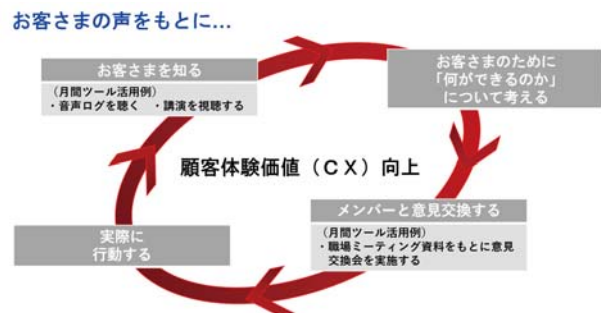 お客さまの声をもとに…
お客さまを知る
（月間ツール活用例）
・音声ログを聴く　・講演を視聴する
お客さまのために
「何ができるのか」
について考える
顧客体験価値（ＣＸ）向上
メンバーと意見交換する
（月間ツール活用例）
・職場ミーティング資料をもとに意見
交換会を実施する
実際に
行動する